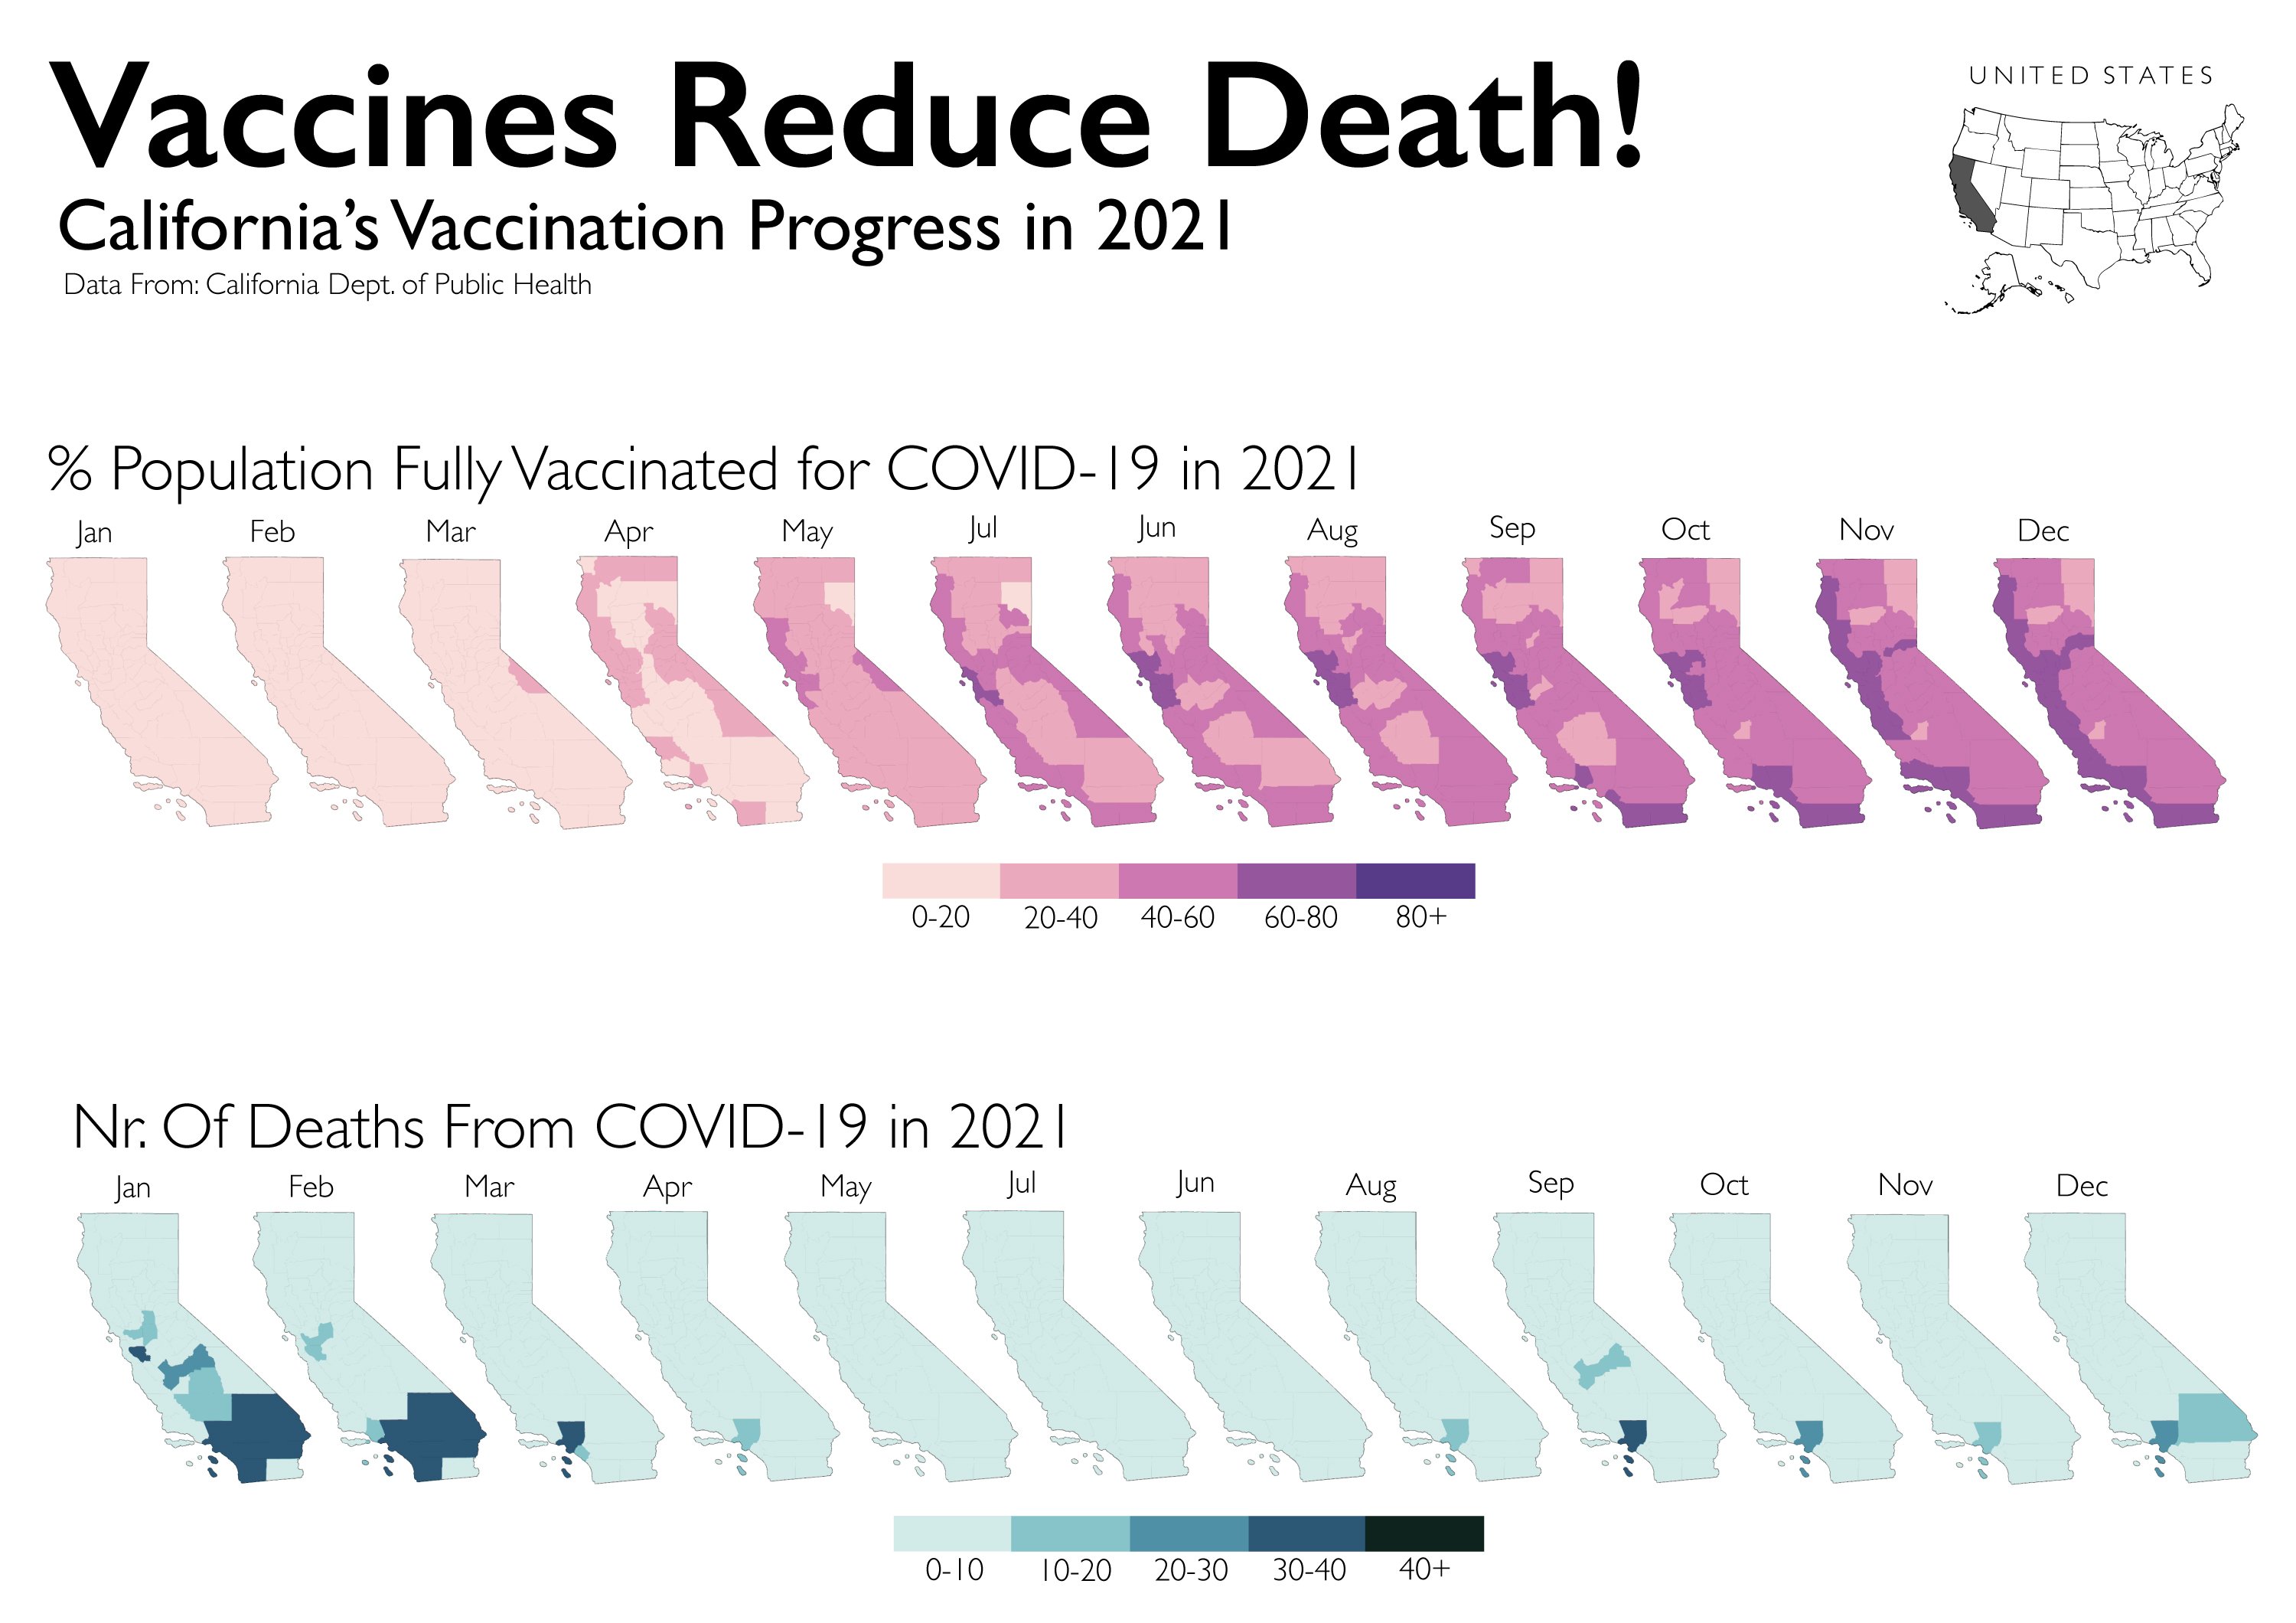 Vaccines Reduce Death!
UNITED STATES
California's Vaccination Progress in 2021
Data From: California Dept. of Public Health
% Population Fully Vaccinated for COVID-19 in 2021
Jan Feb Mar Apr May Jul Jun Aug Sep Oct Nov Dec
0-20 20-40 40-60 60-80 80+
Nr. Of Deaths From COVID-19 in 2021
Jan Feb Mar Apr May Jul Jun Aug Sep Oct Nov Dec
0-10 10-20 20-30 30-40 40+